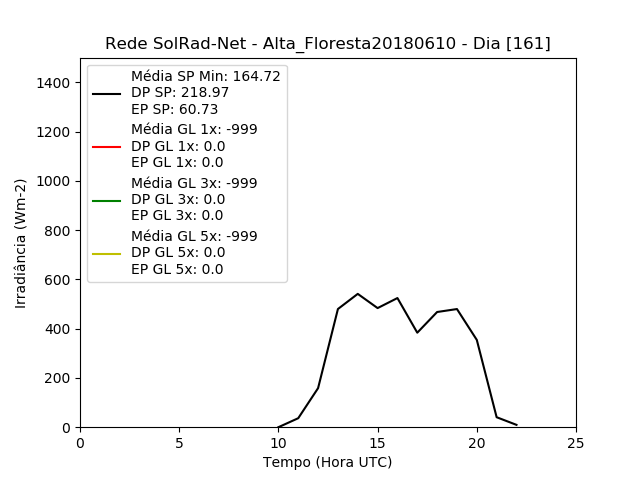 Rede SolRad-Net - Alta_Floresta20180610 - Dia [161]
Irradiância (Wm-2)
1400
1200
1000
800
600
400
200
0
Média SP Min: 164.72
DP SP: 218.97
EP SP: 60.73
Média GL 1x: -999
DP GL 1x: 0.0
EP GL 1x: 0.0
Média GL 3x: -999
DP GL 3x: 0.0
EP GL 3x: 0.0
Média GL 5x: -999
DP GL 5x: 0.0
EP GL 5x: 0.0
0 5 10 15 20 25
Tempo (Hora UTC)